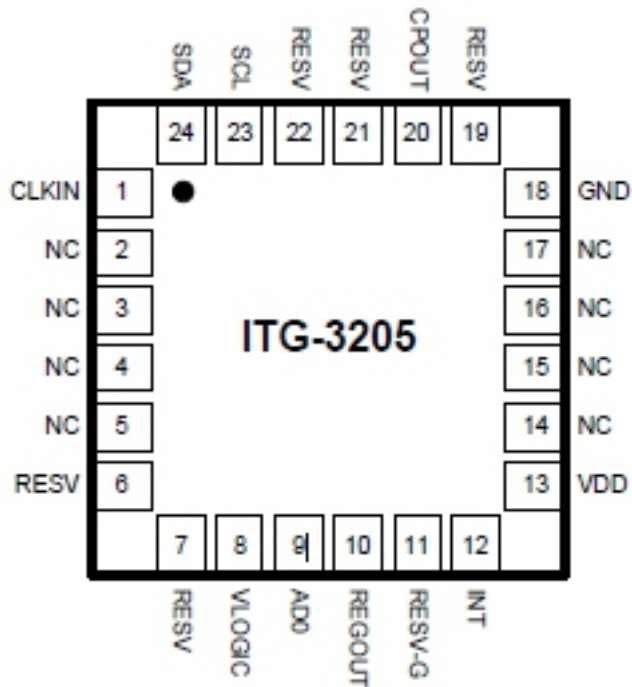 SDA SCL RESV RESV CPOUT RESV
24 23 22 21 20 19
CLKIN 1 18 GND
NC 2 17 NC
NC 3 16 NC
ITG-3205
NC 4 15 NC
NC 5 14 NC
RESV 6 13 VDD
7 8 9 10 11 12
RESV VLOGIC AD0 REGOUT RESV-G INT